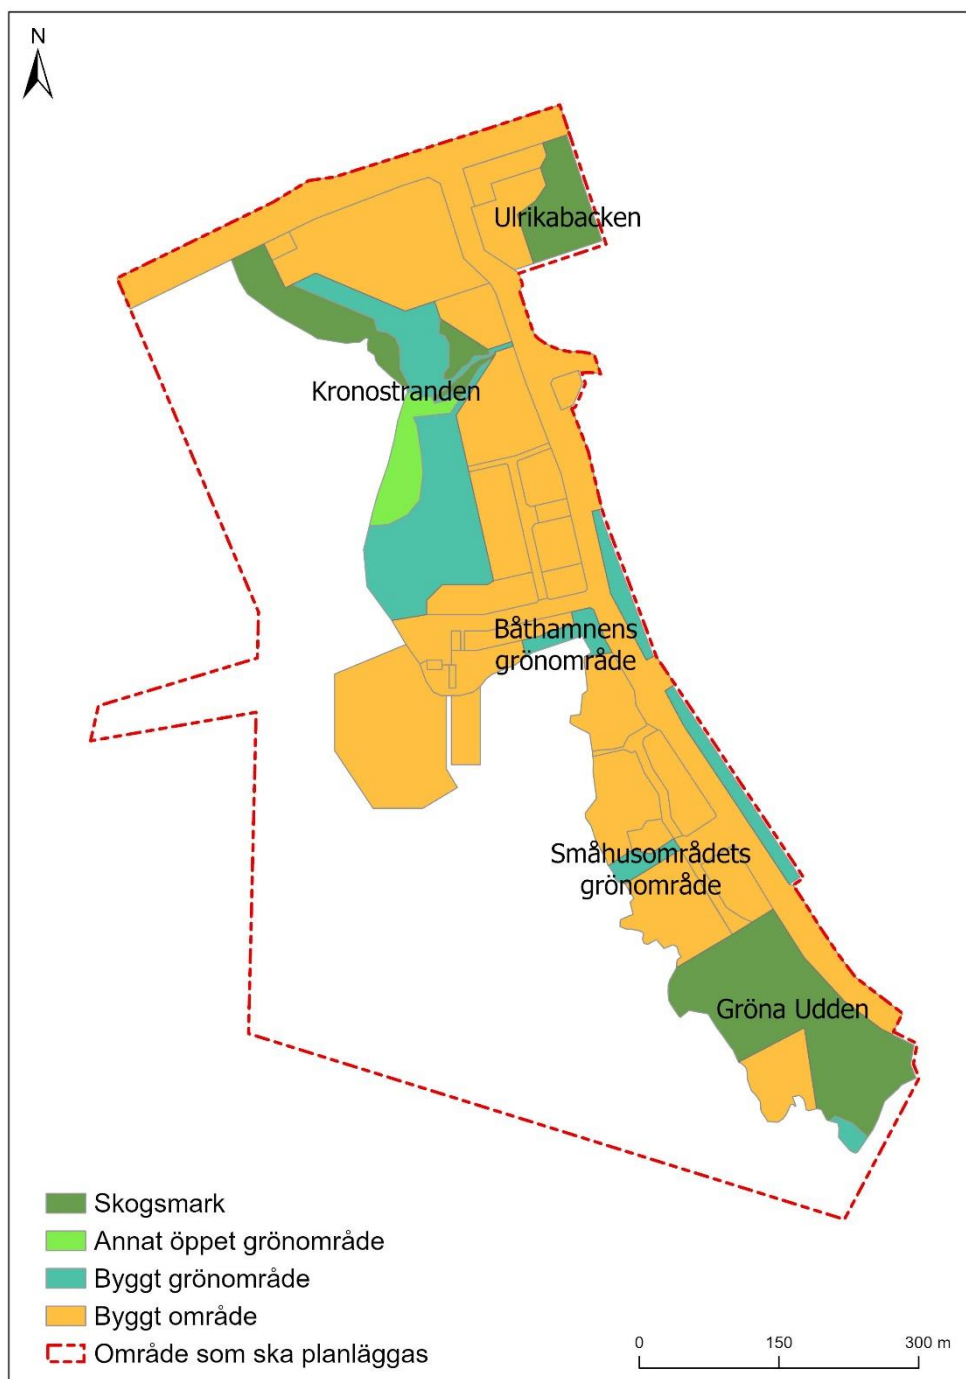 N
Ulrikabacken
Kronostranden
Båthamnens
grönområde
Småhusområdets
grönområde
Gröna Udden
Skogsmark
Annat öppet grönområde
Byggt grönområde
Byggt område
Område som ska planläggas
0 150 300 m